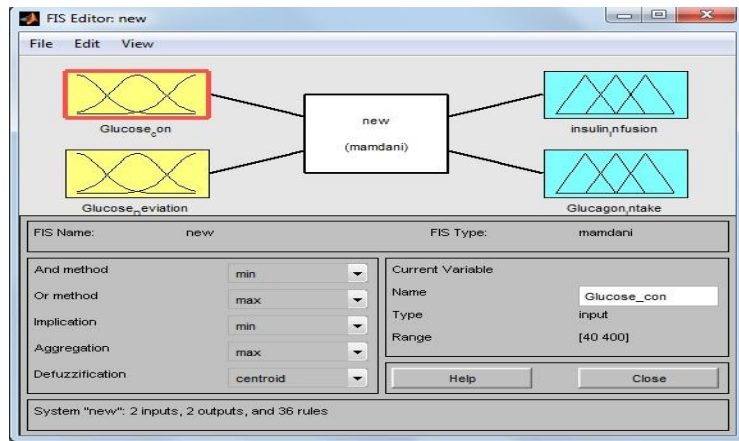 FIS Editor: new
File Edit View
Glucose_con
new
(mamdani)
insulin_infusion
Glucose_deviation
Glucagon_intake
FIS Name: new FIS Type: mamdani
And method min
Or method max
Implication min
Aggregation max
Defuzzification centroid
Current Variable
Name Glucose_con
Type input
Range [40 400]
Help Close
System "new": 2 inputs, 2 outputs, and 36 rules